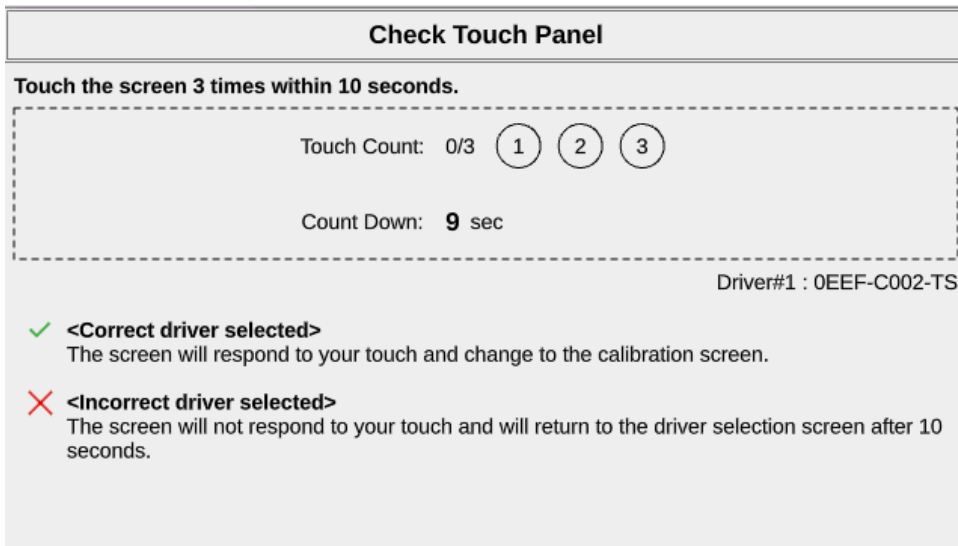 Check Touch Panel
Touch the screen 3 times within 10 seconds.
Touch Count: 0/3 1 2 3
Count Down: 9 sec
Driver#1 : 0EEF-C002-TS
<Correct driver selected>
The screen will respond to your touch and change to the calibration screen.
<Incorrect driver selected>
The screen will not respond to your touch and will return to the driver selection screen after 10
seconds.